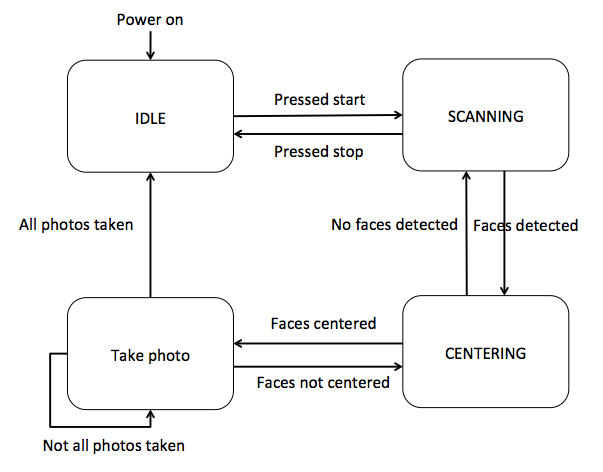 Power on
IDLE
Pressed start
SCANNING
Pressed stop
All photos taken
No faces detected
Faces detected
Faces centered
Take photo
CENTERING
Faces not centered
Not all photos taken